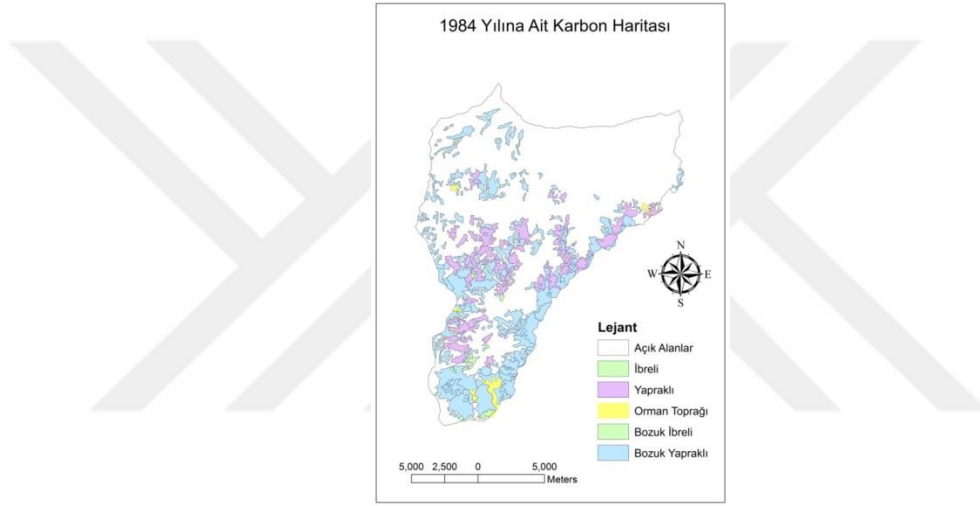 1984 Yılına Ait Karbon Haritası
N
W E
S
Lejant
Açık Alanlar
İbreli
Yapraklı
Orman Toprağı
Bozuk İbreli
Bozuk Yapraklı
5,000 2,500 0 5,000
Meters